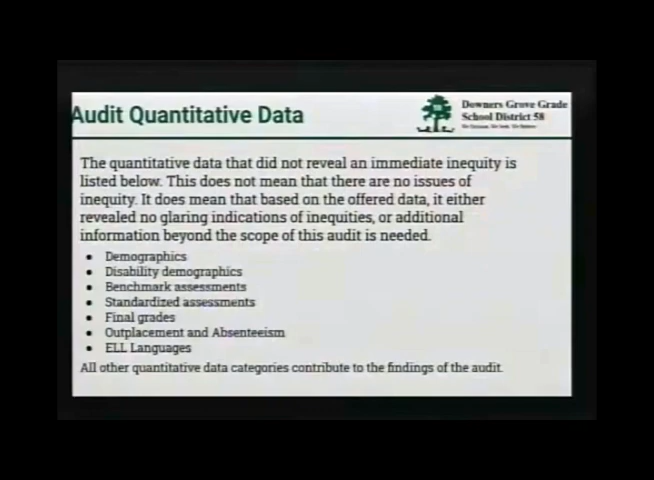 Audit Quantitative Data
Downers Grove Grade
School District 58
The quantitative data that did not reveal an immediate inequity is
listed below. This does not mean that there are no issues of
inequity. It does mean that based on the offered data, it either
revealed no glaring indications of inequities, or additional
information beyond the scope of this audit is needed.
• Demographics
• Disability demographics
• Benchmark assessments
• Standardized assessments
• Final grades
• Outplacement and Absenteeism
• ELL Languages
All other quantitative data categories contribute to the findings of the audit.